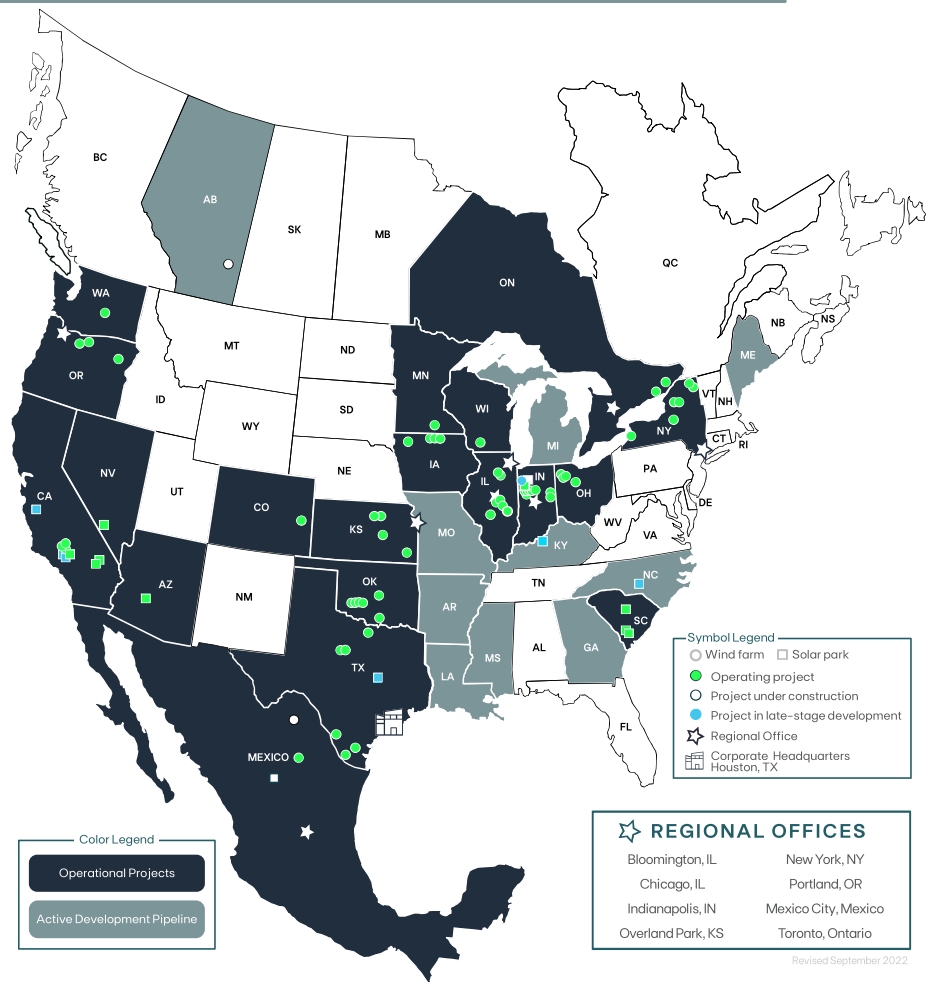 BC
AB
SK
MB
QC
ON
WA
NB
NS
MT
ND
MN
ME
OR
ID
SD
WI
VT
NH
WY
MI
NY
CT
RI
NV
NE
IA
PA
CA
UT
CO
KS
IL
IN
OH
DE
MO
WV
VA
KY
AZ
NM
OK
TN
NC
AR
SC
TX
MS
AL
GA
LA
FL
MEXICO
Symbol Legend
Wind farm
Solar park
Operating project
Project under construction
Project in late-stage development
Regional Office
Corporate Headquarters
Houston, TX
Color Legend
Operational Projects
Active Development Pipeline
REGIONAL OFFICES
Bloomington, IL
New York, NY
Chicago, IL
Portland, OR
Indianapolis, IN
Mexico City, Mexico
Overland Park, KS
Toronto, Ontario
Revised September 2022